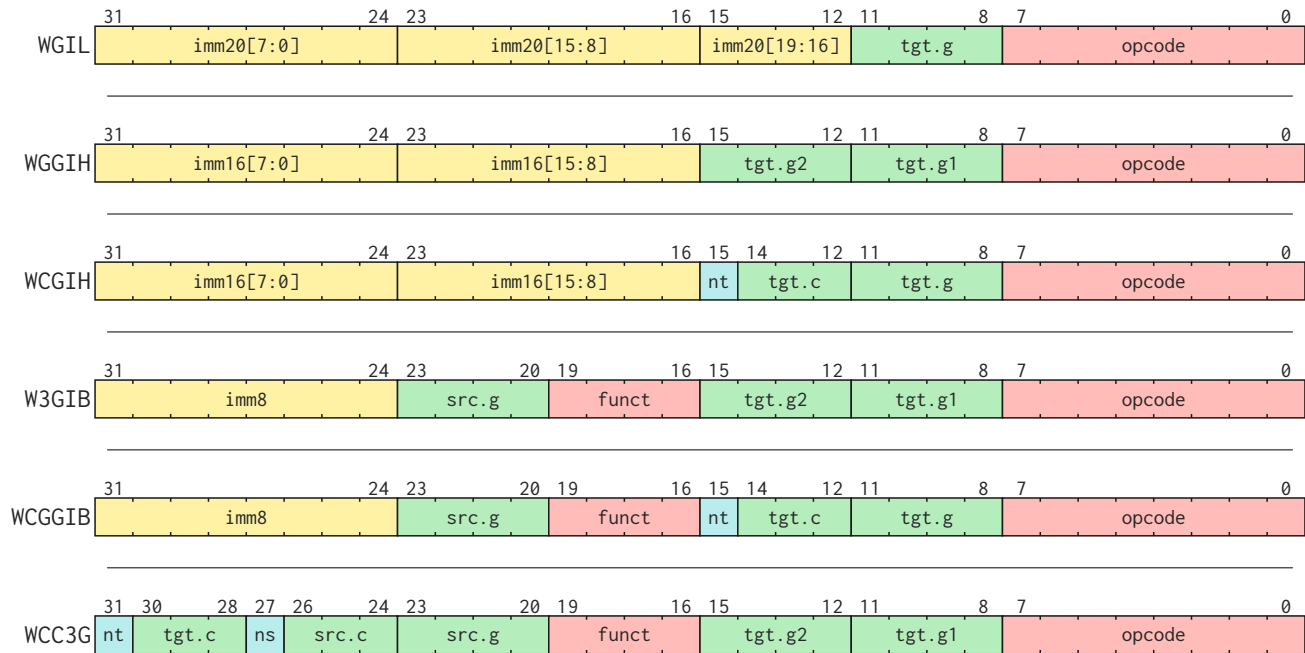 31 24 23 16 15 12 11 8 7 0
WGIL imm20[7:0] imm20[15:8] imm20[19:16] tgt.g opcode
31 24 23 16 15 12 11 8 7 0
WGGIH imm16[7:0] imm16[15:8] tgt.g2 tgt.g1 opcode
31 24 23 16 15 14 12 11 8 7 0
WCGIH imm16[7:0] imm16[15:8] nt tgt.c tgt.g opcode
31 24 23 20 19 16 15 12 11 8 7 0
W3GIB imm8 src.g funct tgt.g2 tgt.g1 opcode
31 24 23 20 19 16 15 14 12 11 8 7 0
WCGGIB imm8 src.g funct nt tgt.c tgt.g opcode
31 30 28 27 26 24 23 20 19 16 15 12 11 8 7 0
WCC3G nt tgt.c ns src.c src.g funct tgt.g2 tgt.g1 opcode